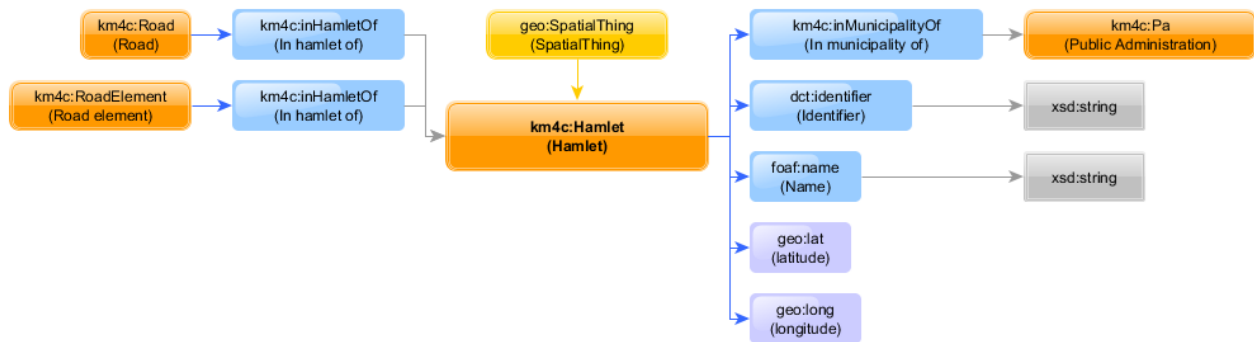 km4c:Road
(Road)
km4c:inHamletOf
(In hamlet of)
geo:SpatialThing
(SpatialThing)
km4c:inMunicipalityOf
(In municipality of)
km4c:Pa
(Public Administration)
km4c:RoadElement
(Road element)
km4c:inHamletOf
(In hamlet of)
km4c:Hamlet
(Hamlet)
dct:identifier
(Identifier)
xsd:string
foaf:name
(Name)
xsd:string
geo:lat
(latitude)
geo:long
(longitude)